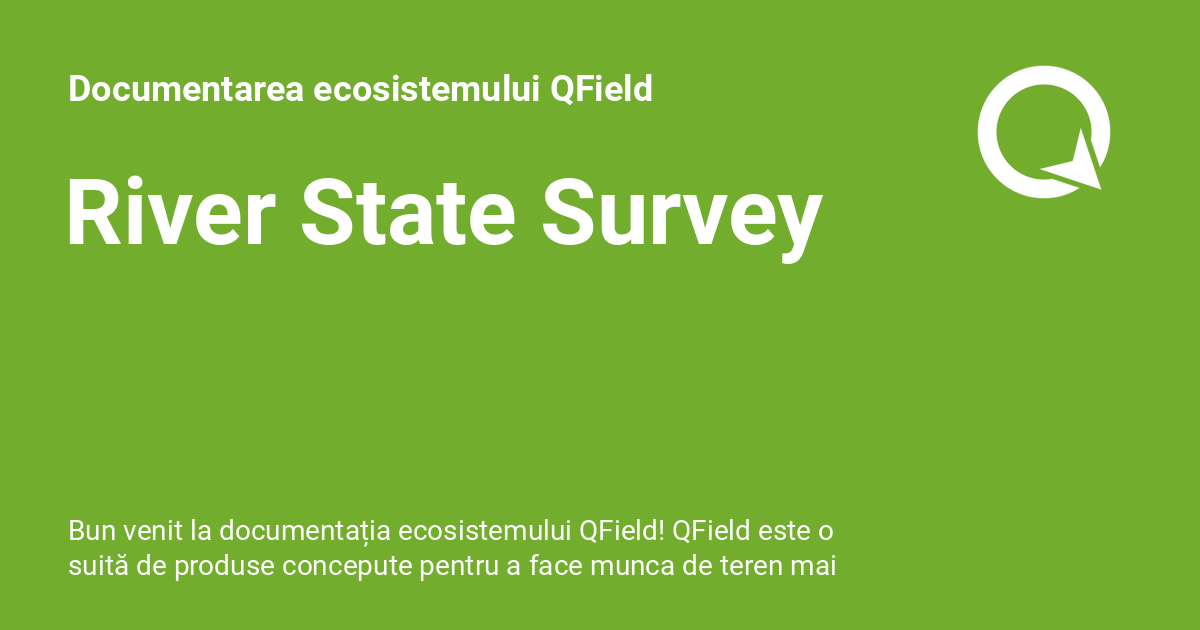 Documentarea ecosistemului QField
River State Survey
Bun venit la documentația ecosistemului QField! QField este o
suită de produse concepute pentru a face munca de teren mai